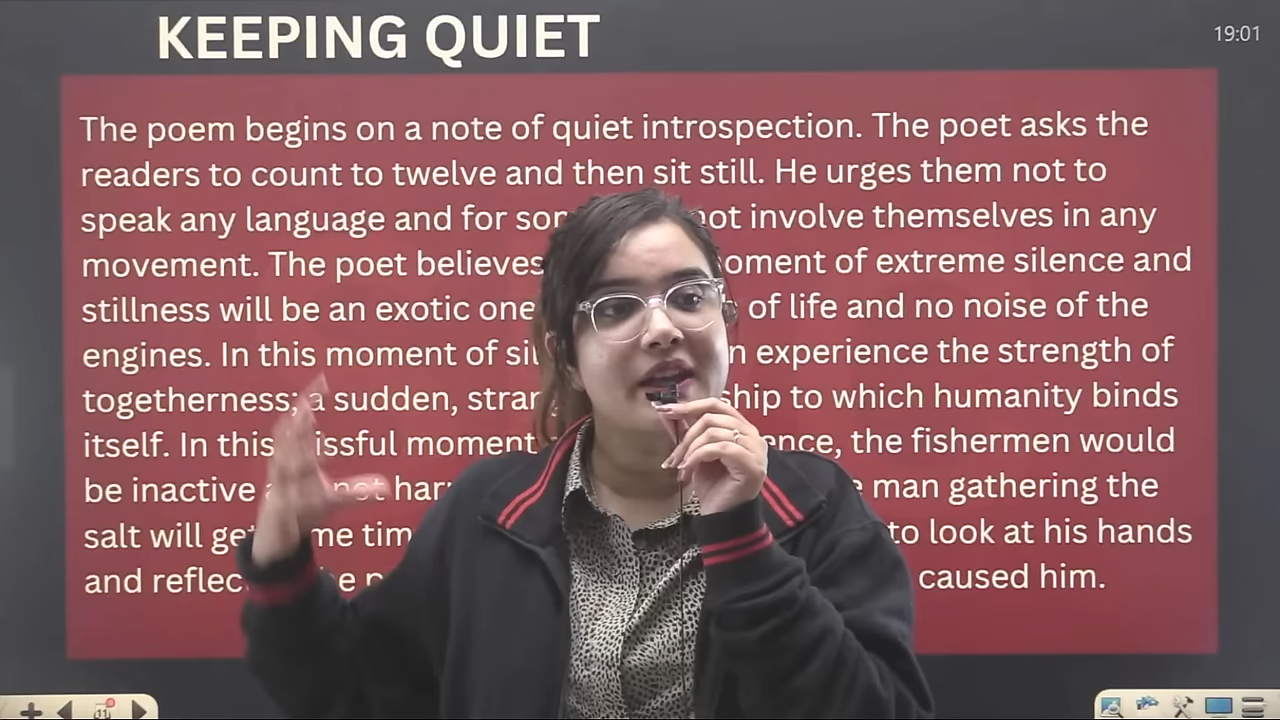 KEEPING QUIET
19:01
The poem begins on a note of quiet introspection. The poet asks the
readers to count to twelve and then sit still. He urges them not to
speak any language and for not involve themselves in any
movement. The poet believes of extreme silence and
stillness will be an exotic one of life and no noise of the
engines. In this moment of experience the strength of
togetherness; a sudden, to which humanity binds
itself. In this moment the fishermen would
be inactive man gathering the
salt will to look at his hands
and caused him.
11